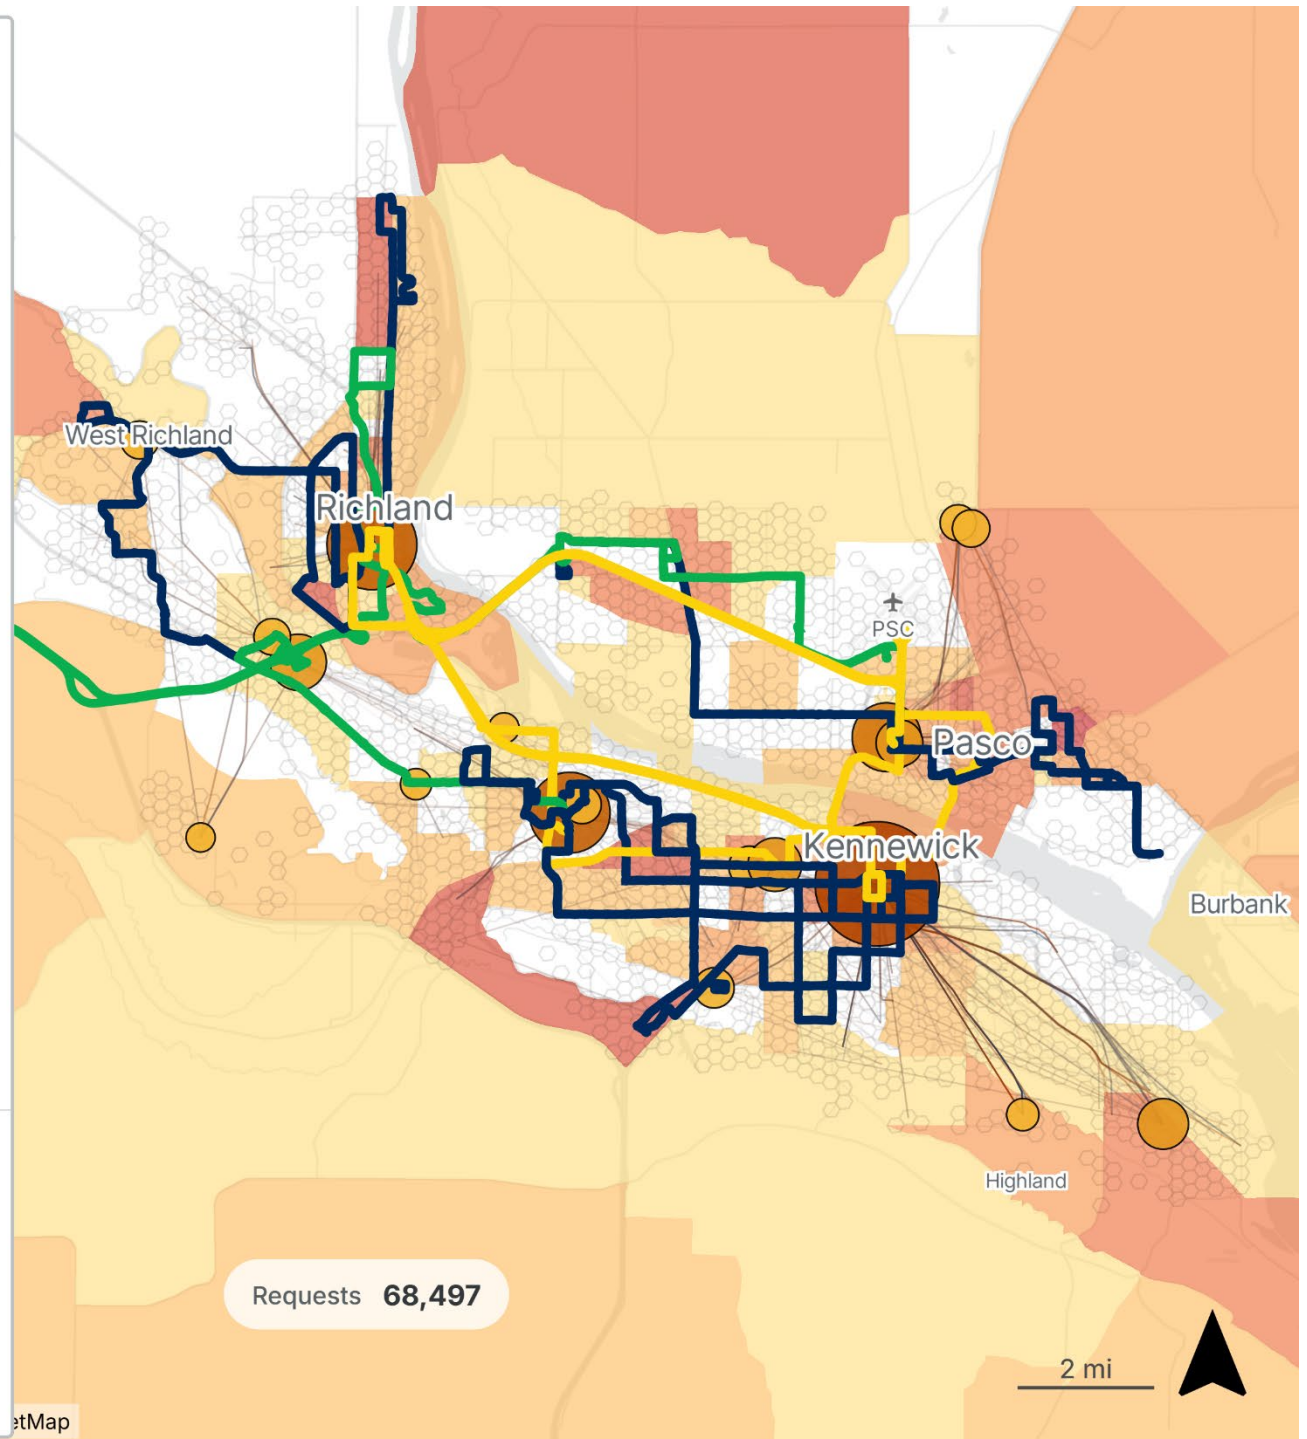 West Richland
Richland
PSC
Pasco
Kennewick
Burbank
Highland
Requests 68,497
2 mi
etMap